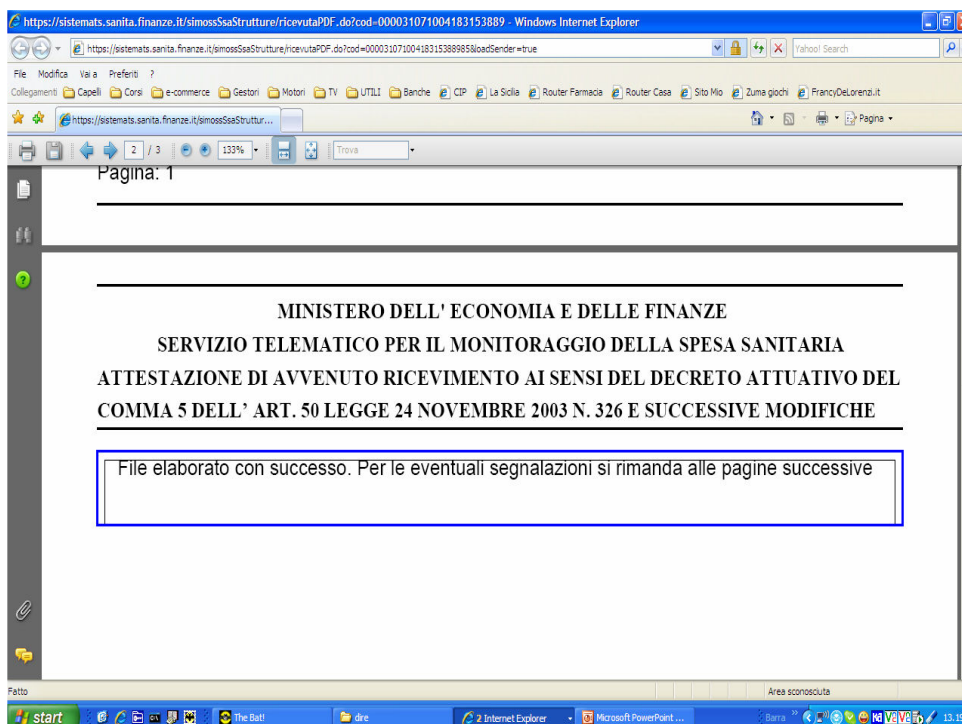 https://sistemats.sanita.finanze.it/simossSsaStrutture/ricevutaPDF.do?cod=000031071004183153889 - Windows Internet Explorer
https://sistemats.sanita.finanze.it/simossSsaStrutture/ricevutaPDF.do?cod=00003107100418315388985&loadSender=true
Yahoo! Search
File Modifica Vai a Preferiti ?
Collegamenti Capelli Corsi e-commerce Gestori Motori TV UTILI Banche CIP La Sicilia Router Farmacia Router Casa Sito Mio Zuma giochi FrancyDeLorenzi.it
https://sistemats.sanita.finanze.it/simossSsaStruttur...
Pagina
2 / 3 133% Trova
Pagina: 1
MINISTERO DELL' ECONOMIA E DELLE FINANZE
SERVIZIO TELEMATICO PER IL MONITORAGGIO DELLA SPESA SANITARIA
ATTESTAZIONE DI AVVENUTO RICEVIMENTO AI SENSI DEL DECRETO ATTUATIVO DEL
COMMA 5 DELL' ART. 50 LEGGE 24 NOVEMBRE 2003 N. 326 E SUCCESSIVE MODIFICHE
File elaborato con successo. Per le eventuali segnalazioni si rimanda alle pagine successive
Fatto Area sconosciuta
start The Bat! dire 2 Internet Explorer Microsoft PowerPoint ... Barra » 13.19